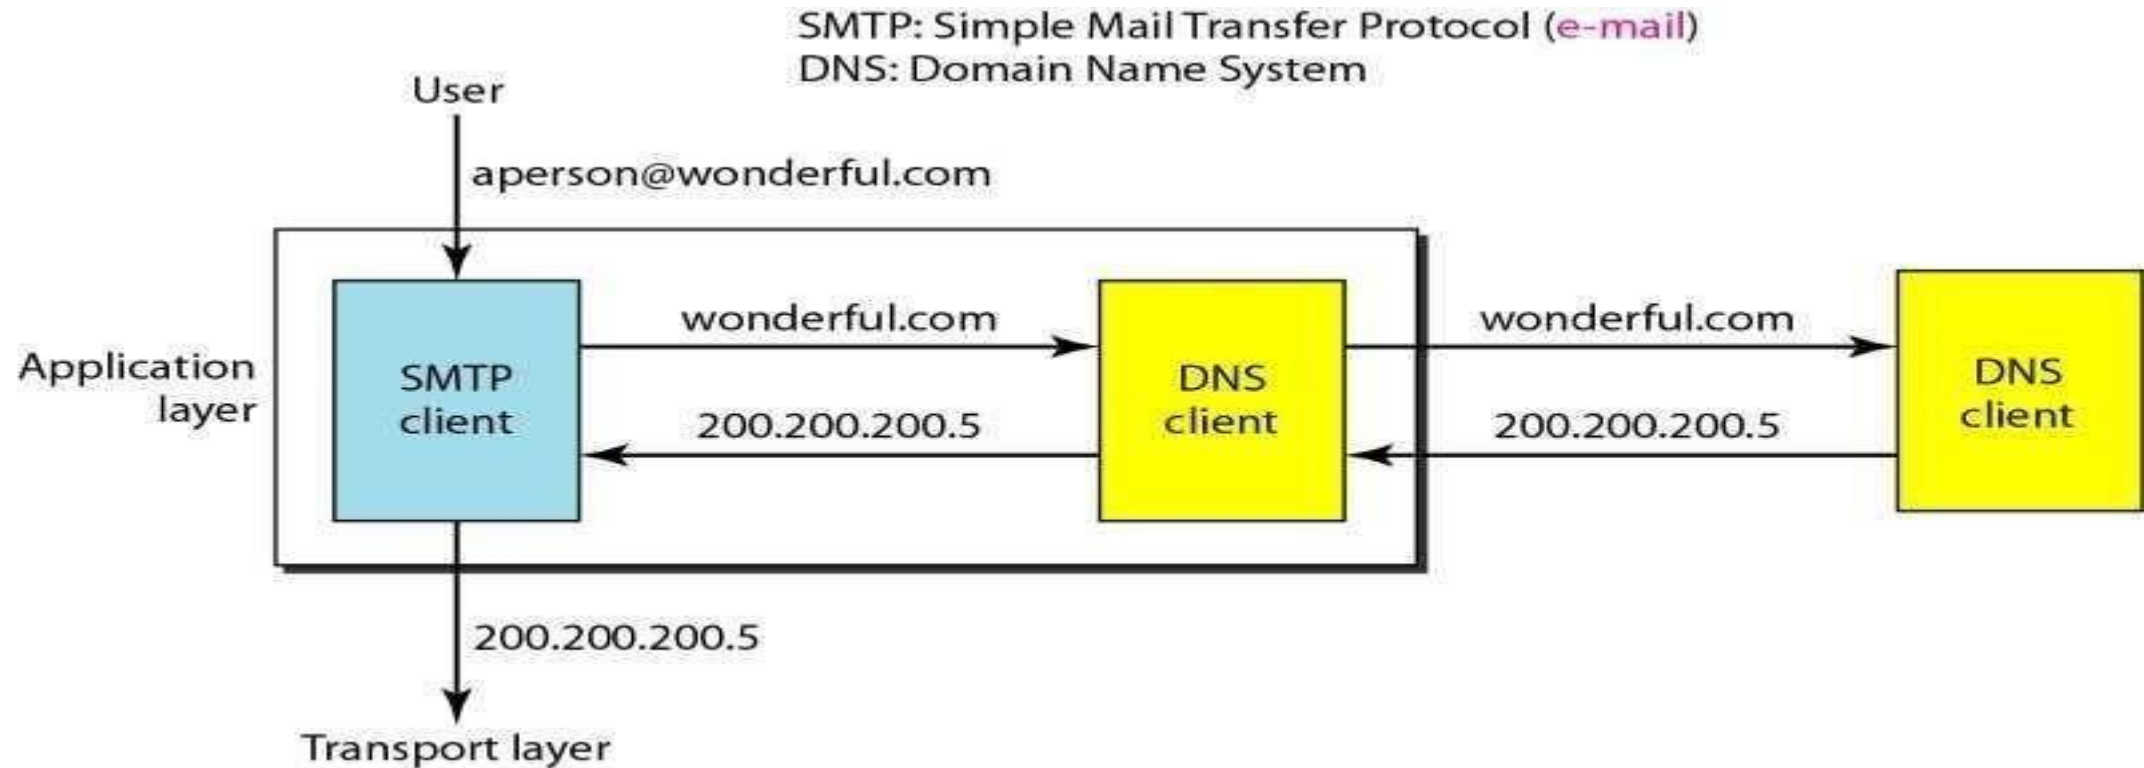 SMTP: Simple Mail Transfer Protocol (e-mail)
DNS: Domain Name System
User
aperson@wonderful.com
wonderful.com
wonderful.com
Application
layer
SMTP
client
DNS
client
DNS
client
200.200.200.5
200.200.200.5
200.200.200.5
Transport layer